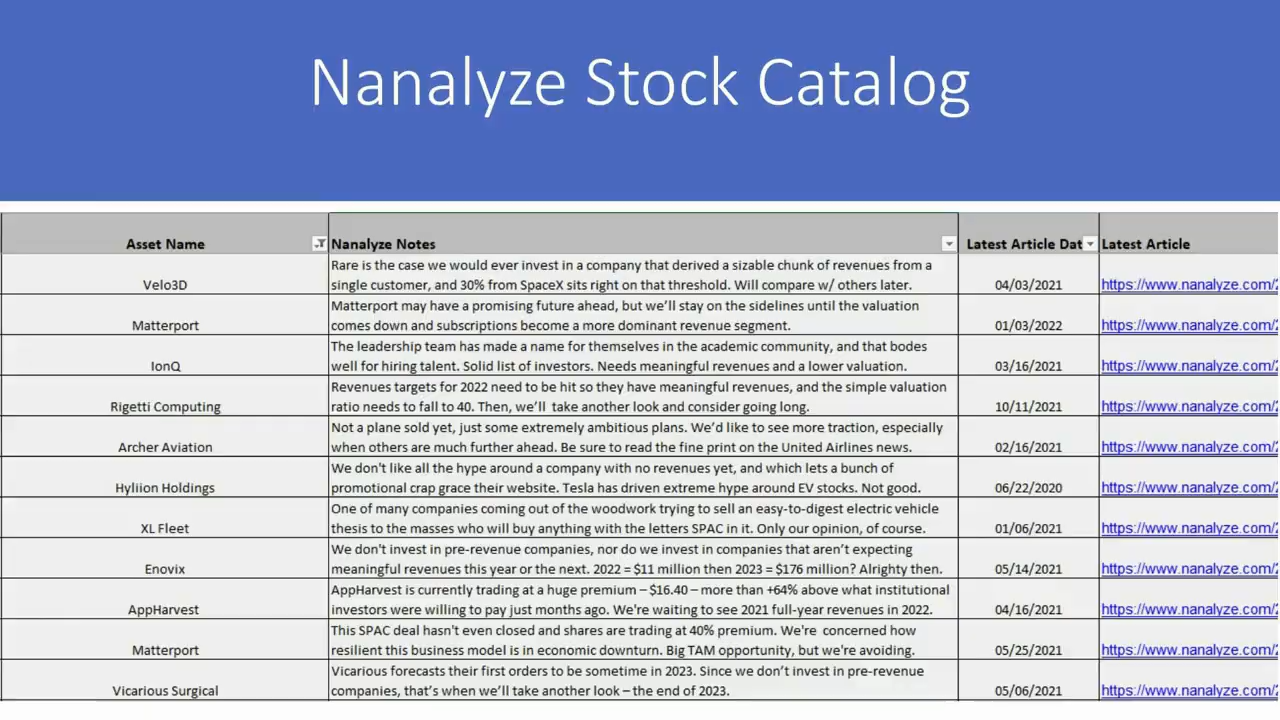 Nanalyze Stock Catalog
Asset Name Nanalyze Notes Latest Article Dat Latest Article
Rare is the case we would ever invest in a company that derived a sizable chunk of revenues from a
Velo3D single customer, and 30% from SpaceX sits right on that threshold. Will compare w/ others later. 04/03/2021 https://www.nanalyze.com/2
Matterport may have a promising future ahead, but we’ll stay on the sidelines until the valuation
Matterport comes down and subscriptions become a more dominant revenue segment. 01/03/2022 https://www.nanalyze.com/2
The leadership team has made a name for themselves in the academic community, and that bodes
IonQ well for hiring talent. Solid list of investors. Needs meaningful revenues and a lower valuation. 03/16/2021 https://www.nanalyze.com/2
Revenues targets for 2022 need to be hit so they have meaningful revenues, and the simple valuation
Rigetti Computing ratio needs to fall to 40. Then, we’ll take another look and consider going long. 10/11/2021 https://www.nanalyze.com/2
Not a plane sold yet, just some extremely ambitious plans. We’d like to see more traction, especially
Archer Aviation when others are much further ahead. Be sure to read the fine print on the United Airlines news. 02/16/2021 https://www.nanalyze.com/2
We don't like all the hype around a company with no revenues yet, and which lets a bunch of
Hyliion Holdings promotional crap grace their website. Tesla has driven extreme hype around EV stocks. Not good. 06/22/2020 https://www.nanalyze.com/2
One of many companies coming out of the woodwork trying to sell an easy-to-digest electric vehicle
XL Fleet thesis to the masses who will buy anything with the letters SPAC in it. Only our opinion, of course. 01/06/2021 https://www.nanalyze.com/2
We don't invest in pre-revenue companies, nor do we invest in companies that aren’t expecting
Enovix meaningful revenues this year or the next. 2022 = $11 million then 2023 = $176 million? Alrighty then. 05/14/2021 https://www.nanalyze.com/2
AppHarvest is currently trading at a huge premium – $16.40 – more than +64% above what institutional
AppHarvest investors were willing to pay just months ago. We're waiting to see 2021 full-year revenues in 2022. 04/16/2021 https://www.nanalyze.com/2
This SPAC deal hasn't even closed and shares are trading at 40% premium. We're concerned how
Matterport resilient this business model is in economic downturn. Big TAM opportunity, but we're avoiding. 05/25/2021 https://www.nanalyze.com/2
Vicarious forecasts their first orders to be sometime in 2023. Since we don’t invest in pre-revenue
Vicarious Surgical companies, that’s when we’ll take another look – the end of 2023. 05/06/2021 https://www.nanalyze.com/2